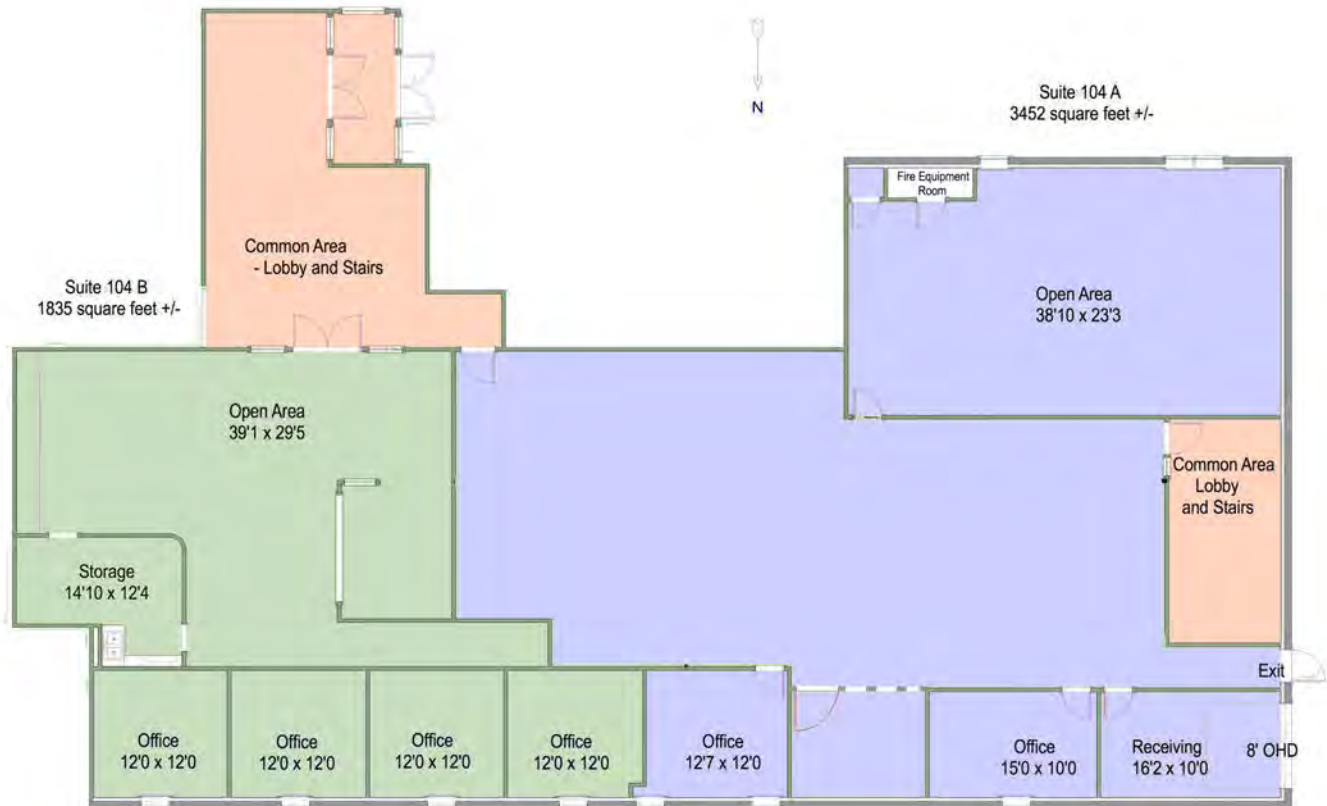 N
Suite 104 A
3452 square feet +/-
Fire Equipment
Room
Common Area
- Lobby and Stairs
Suite 104 B
1835 square feet +/-
Open Area
38'10 x 23'3
Open Area
39'1 x 29'5
Common Area
Lobby
and Stairs
Storage
14'10 x 12'4
Exit
Office
12'0 x 12'0
Office
12'0 x 12'0
Office
12'0 x 12'0
Office
12'0 x 12'0
Office
12'7 x 12'0
Office
15'0 x 10'0
Receiving
16'2 x 10'0
8' OHD